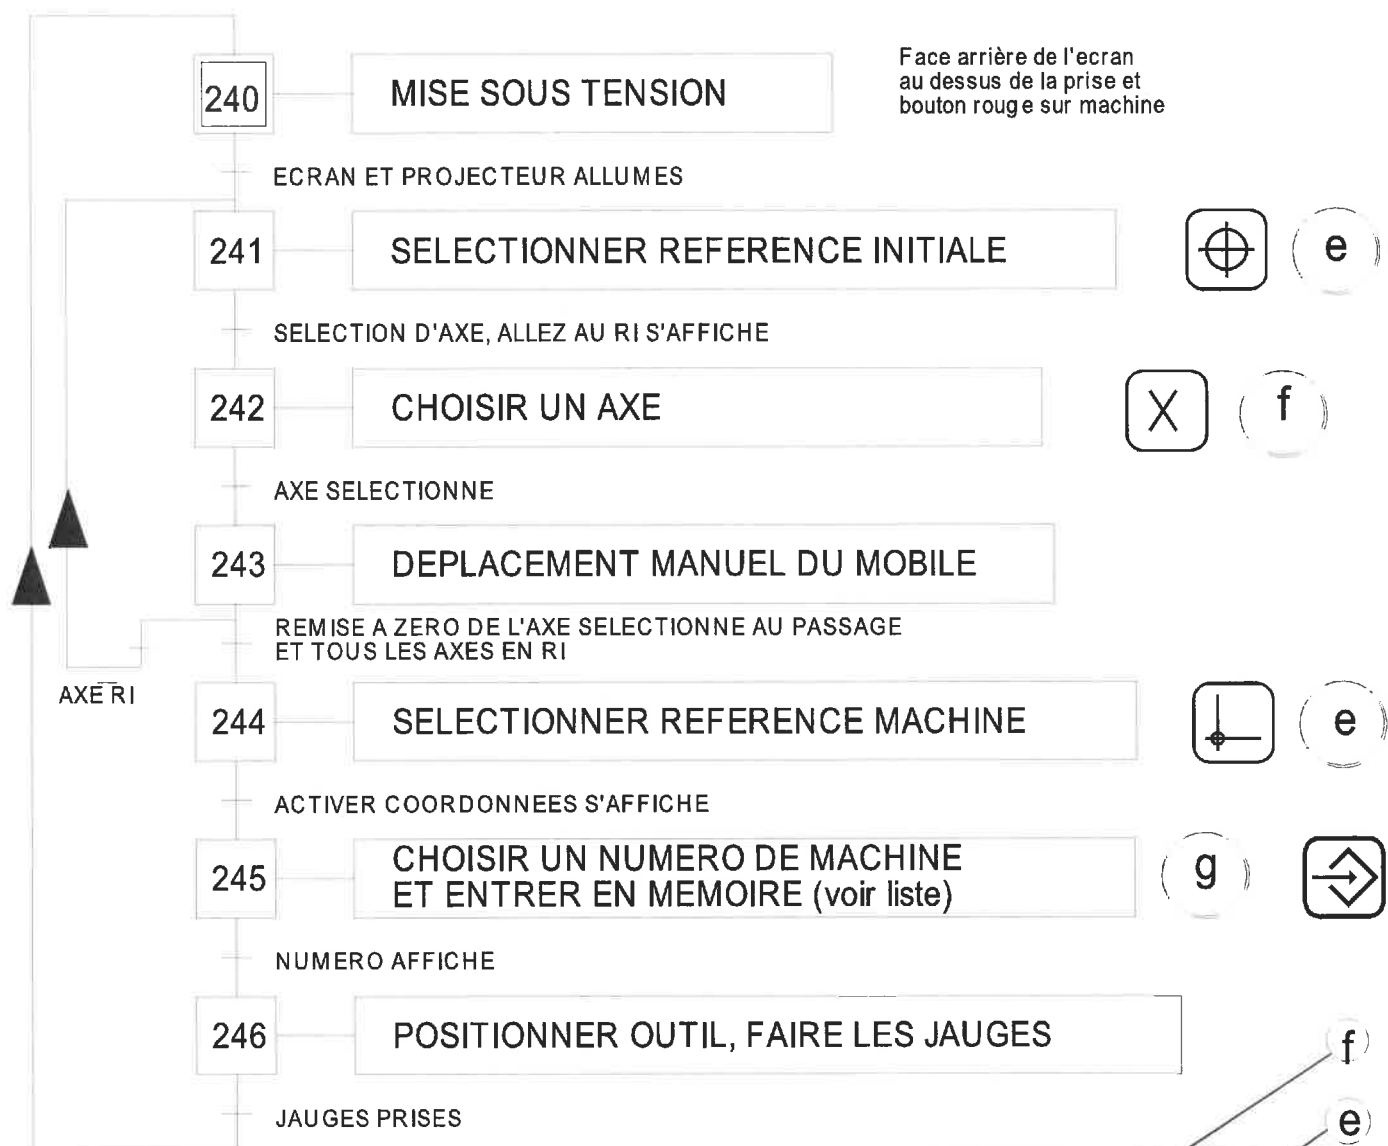 240
MISE SOUS TENSION
Face arrière de l'ecran
au dessus de la prise et
bouton rouge sur machine
ECRAN ET PROJECTEUR ALLUMES
241
SELECTIONNER REFERENCE INITIALE
e
SELECTION D'AXE, ALLEZ AU RI S'AFFICHE
242
CHOISIR UN AXE
X
f
AXE SELECTIONNE
243
DEPLACEMENT MANUEL DU MOBILE
REMISE A ZERO DE L'AXE SELECTIONNE AU PASSAGE
ET TOUS LES AXES EN RI
AXE RI
244
SELECTIONNER REFERENCE MACHINE
e
ACTIVER COORDONNEES S'AFFICHE
245
CHOISIR UN NUMERO DE MACHINE
ET ENTRER EN MEMOIRE (voir liste)
g
NUMERO AFFICHE
246
POSITIONNER OUTIL, FAIRE LES JAUGES
f
JAUGES PRISES
e